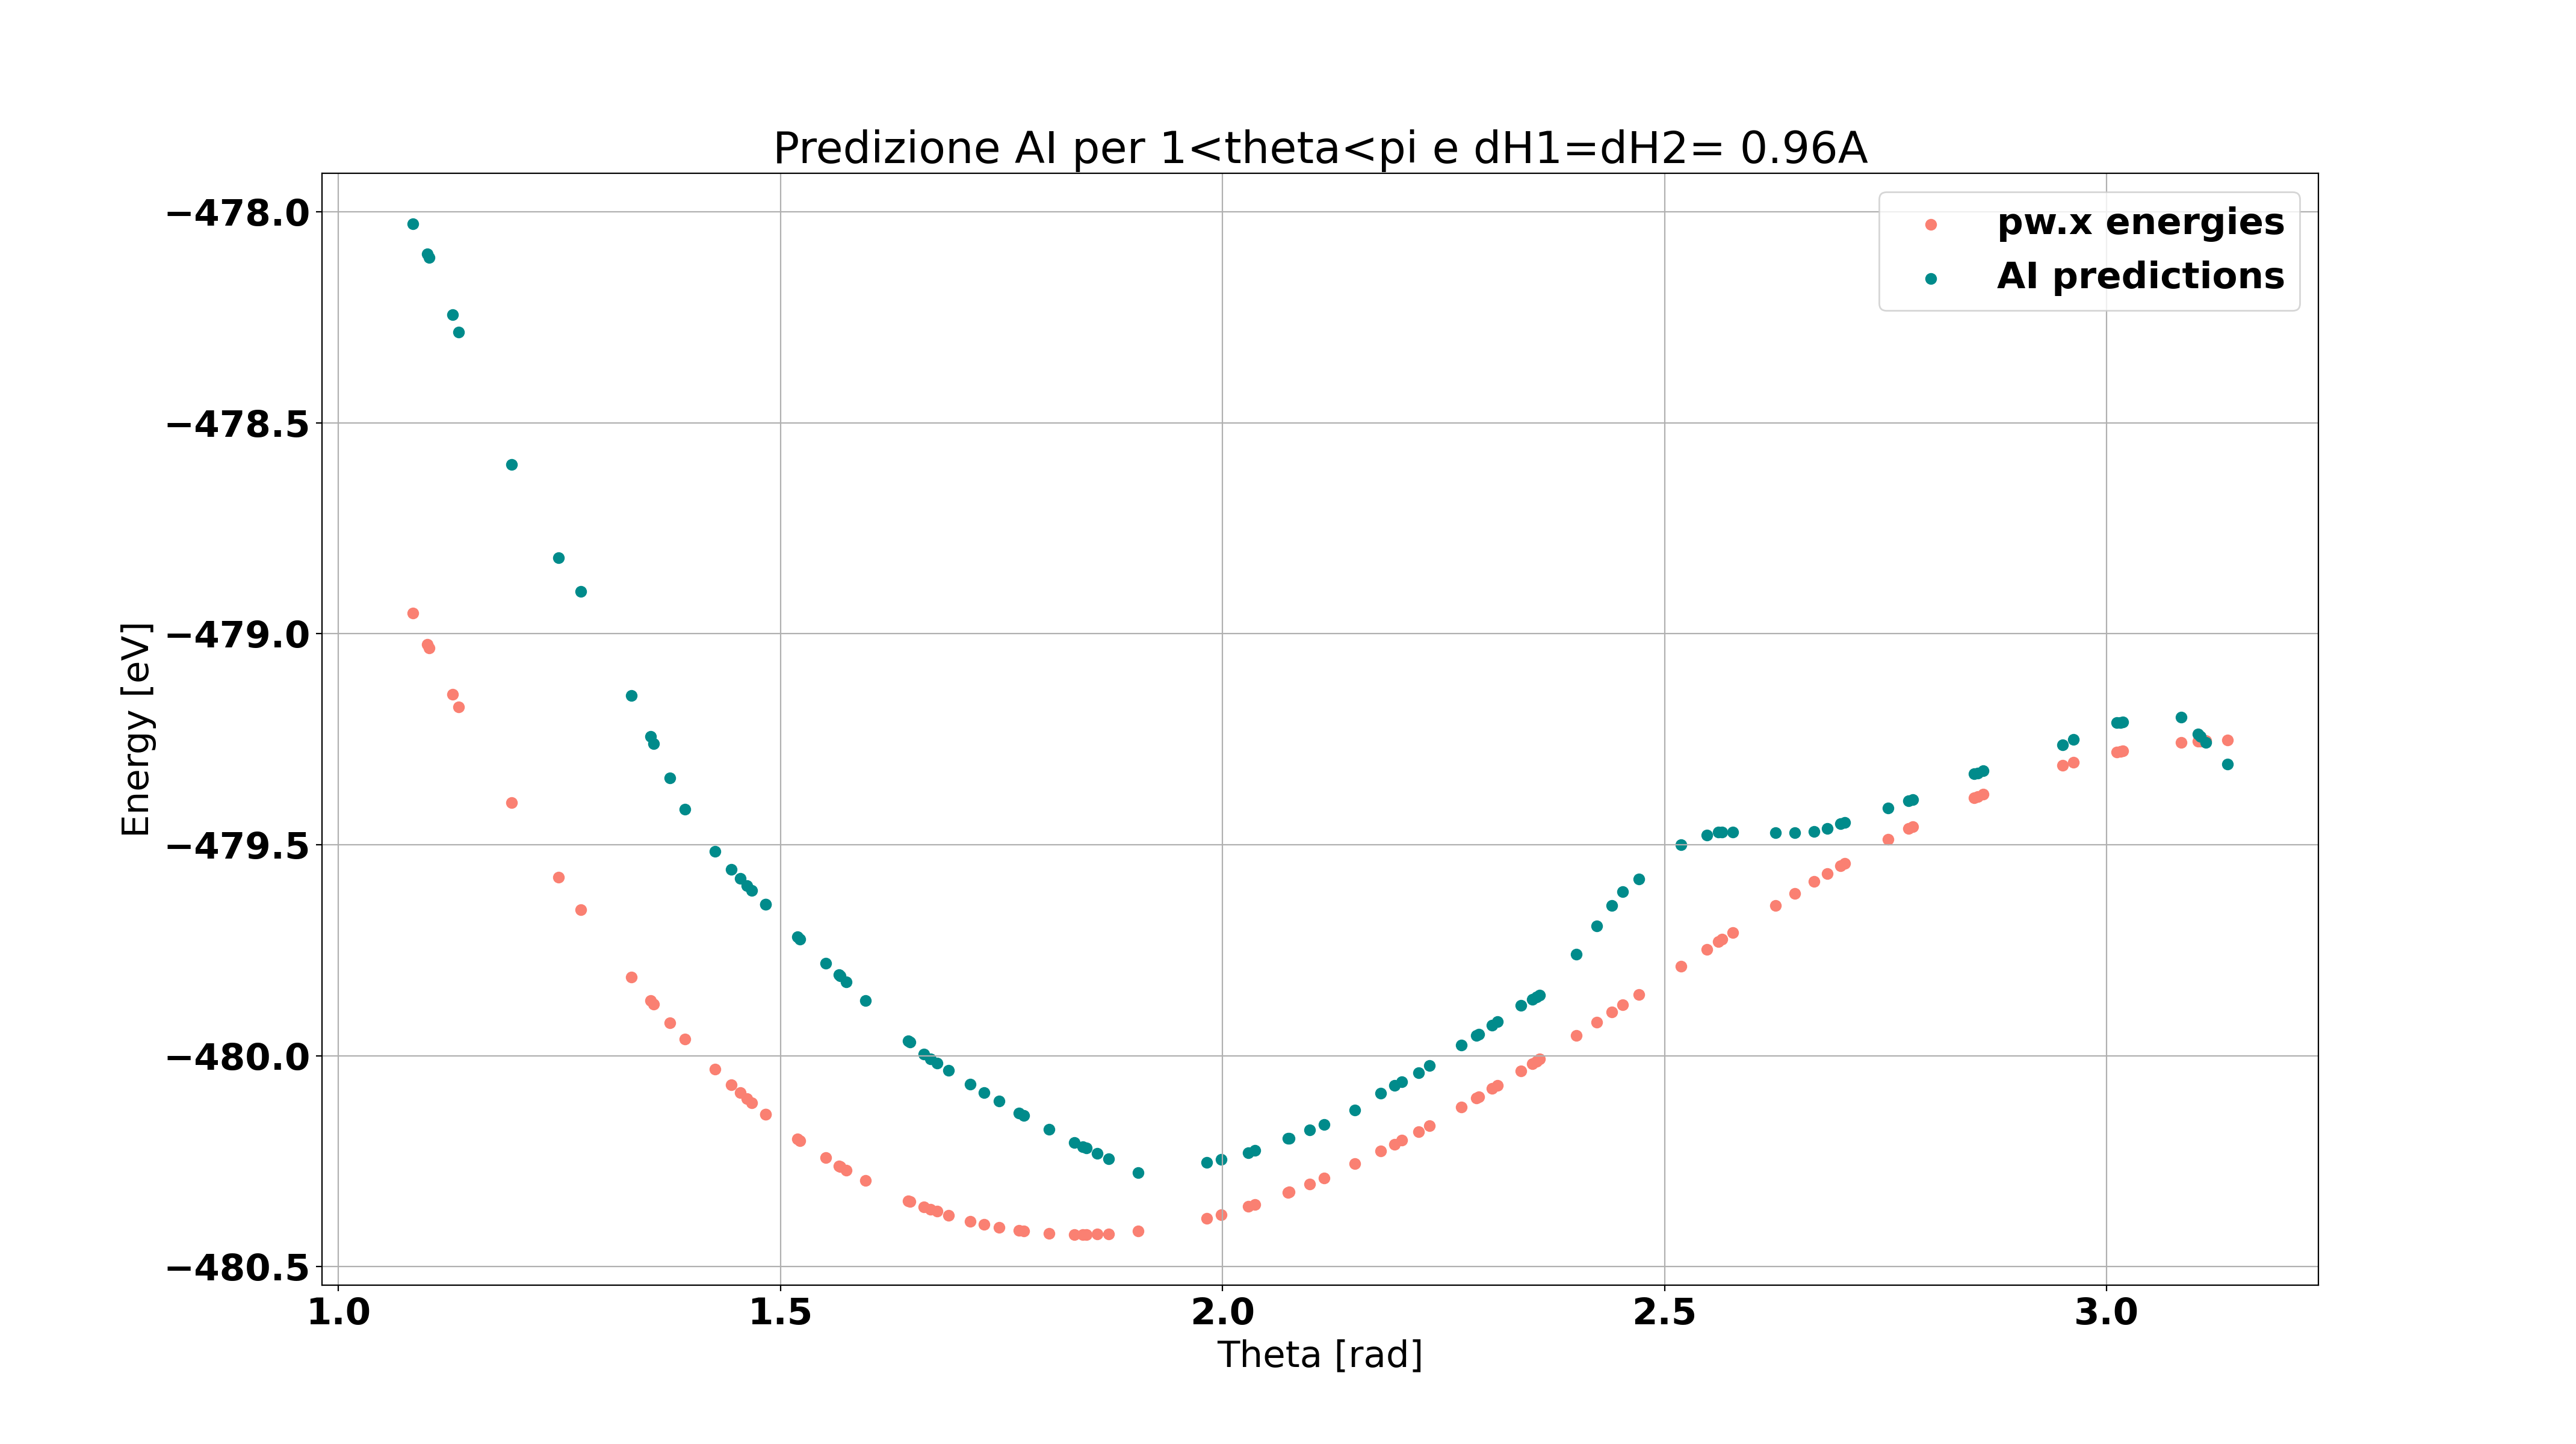 Predizione AI per 1<theta<pi e dH1=dH2= 0.96A
pw.x energies
AI predictions
Energy [eV]
−478.0
−478.5
−479.0
−479.5
−480.0
−480.5
1.0 1.5 2.0 2.5 3.0
Theta [rad]